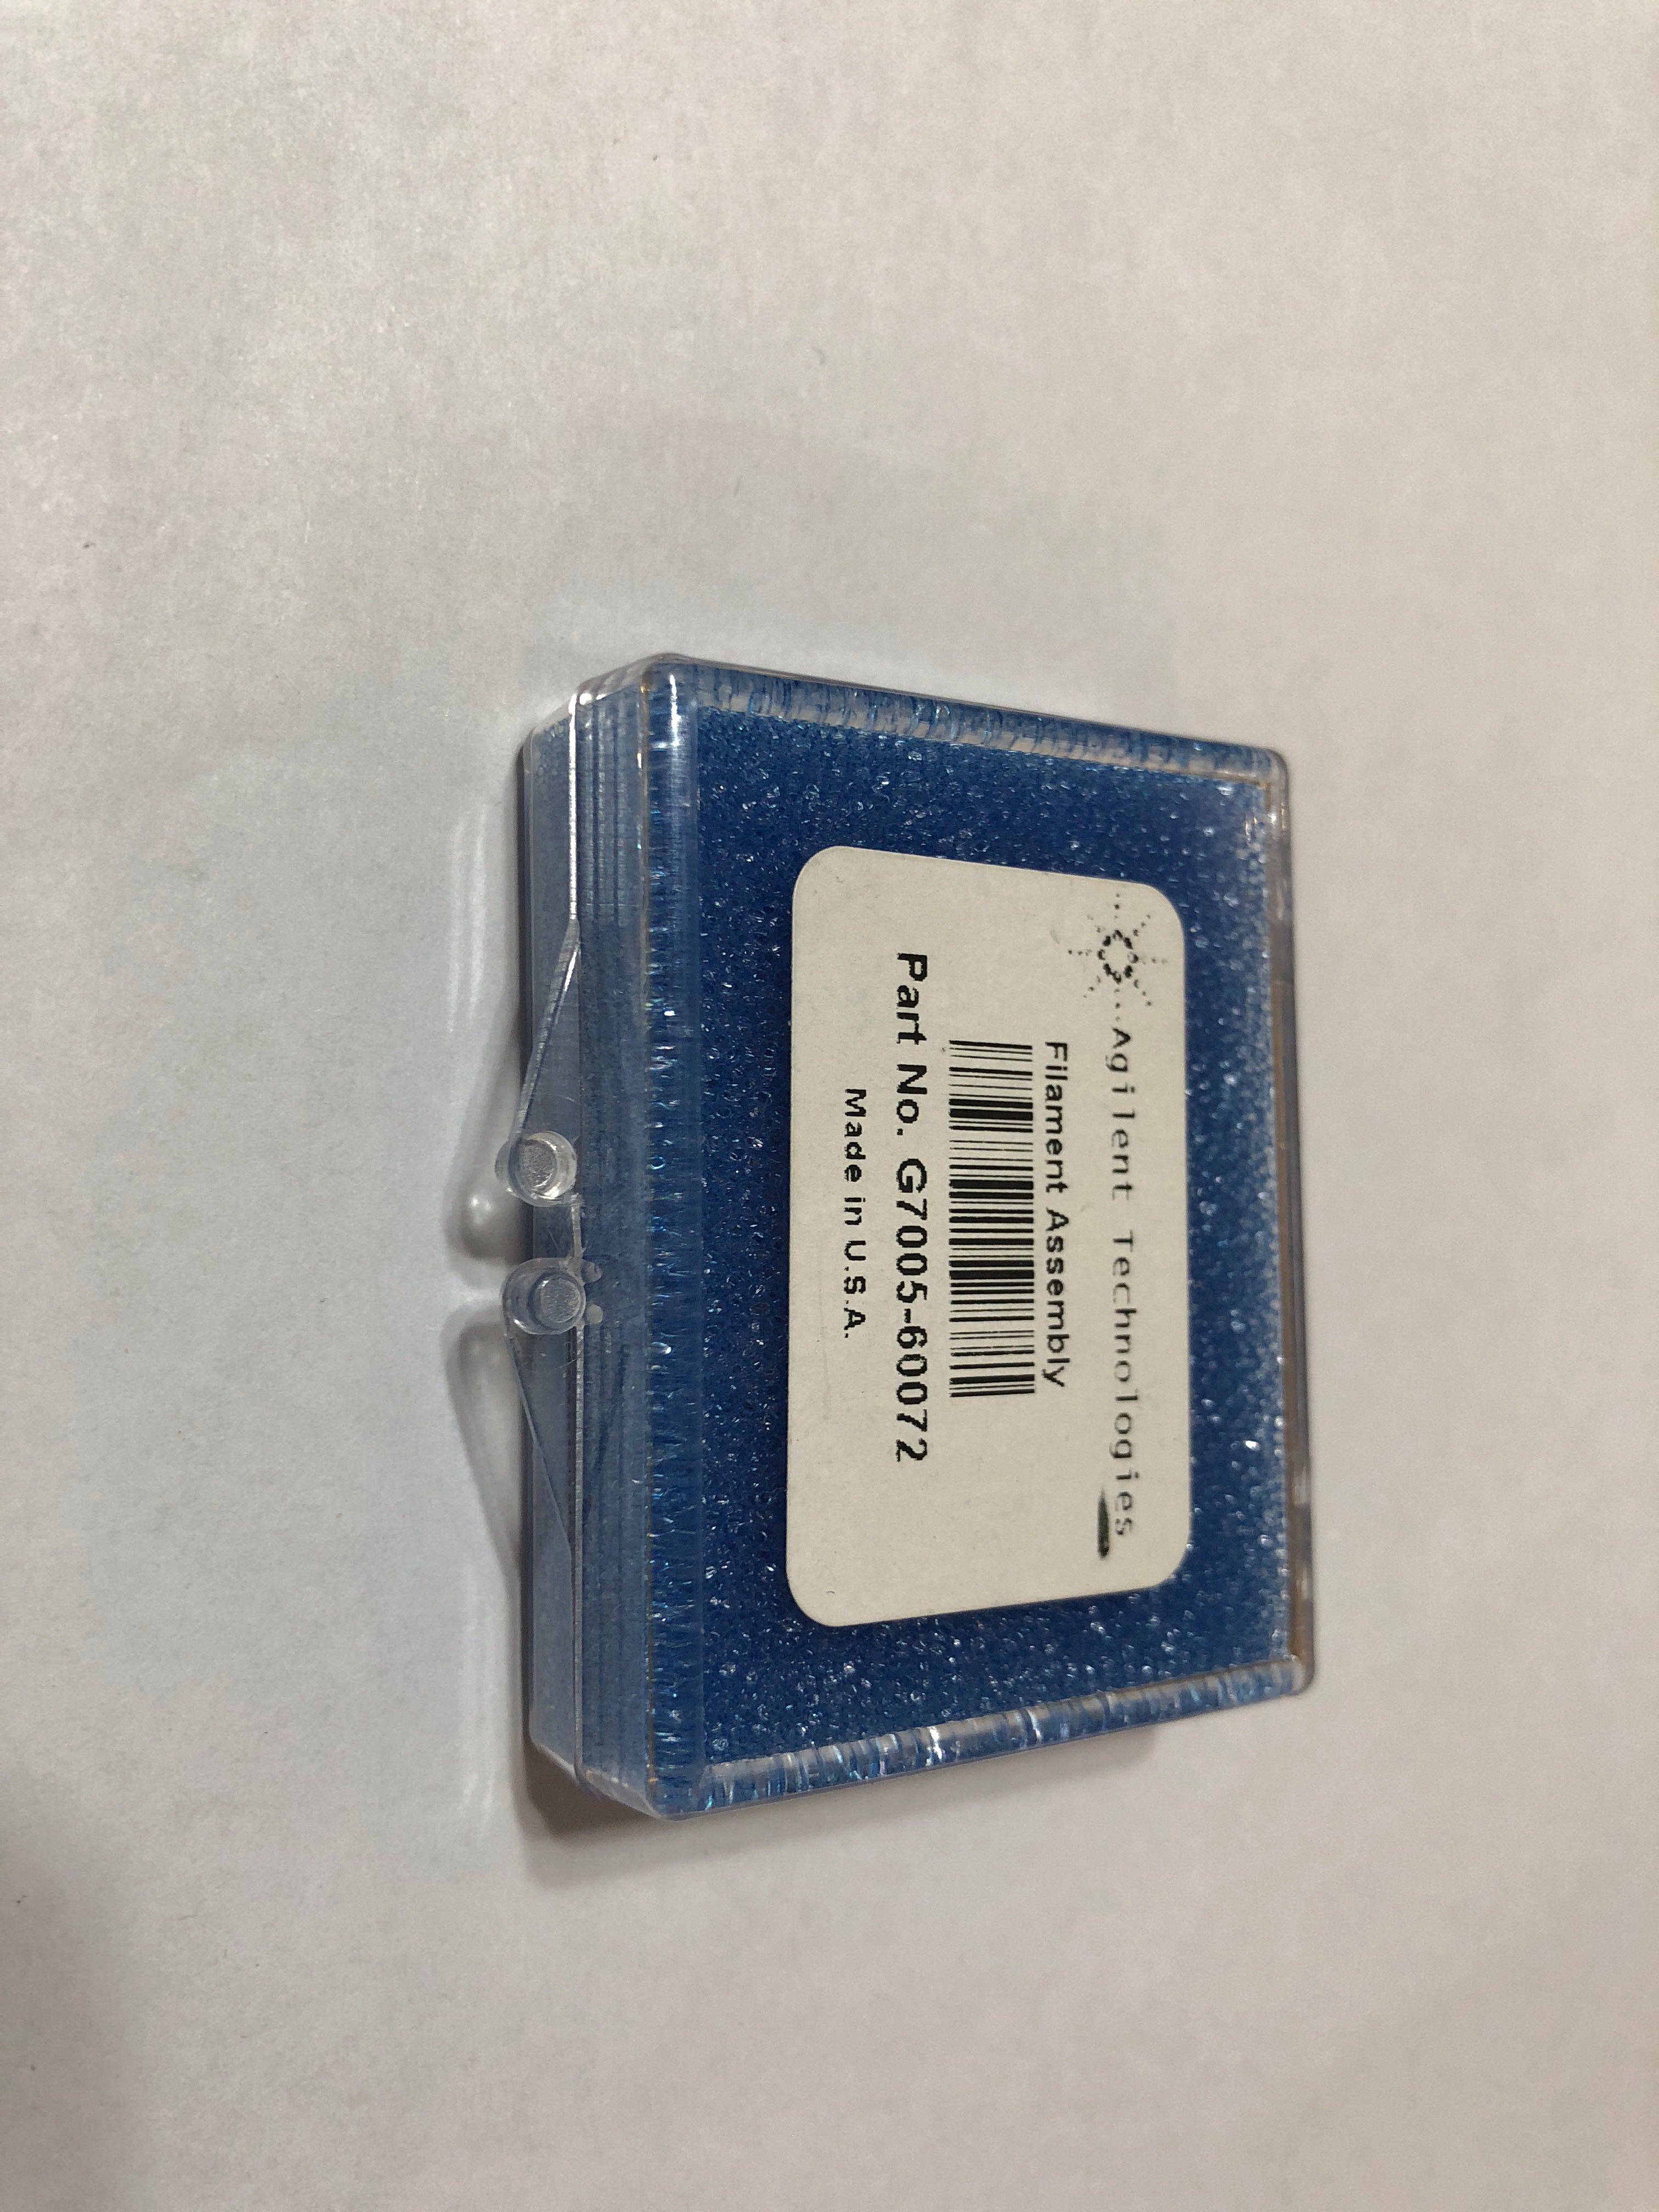 Agilent Technologies
Filament Assembly
Part No. G7005-60072
Made in U.S.A.